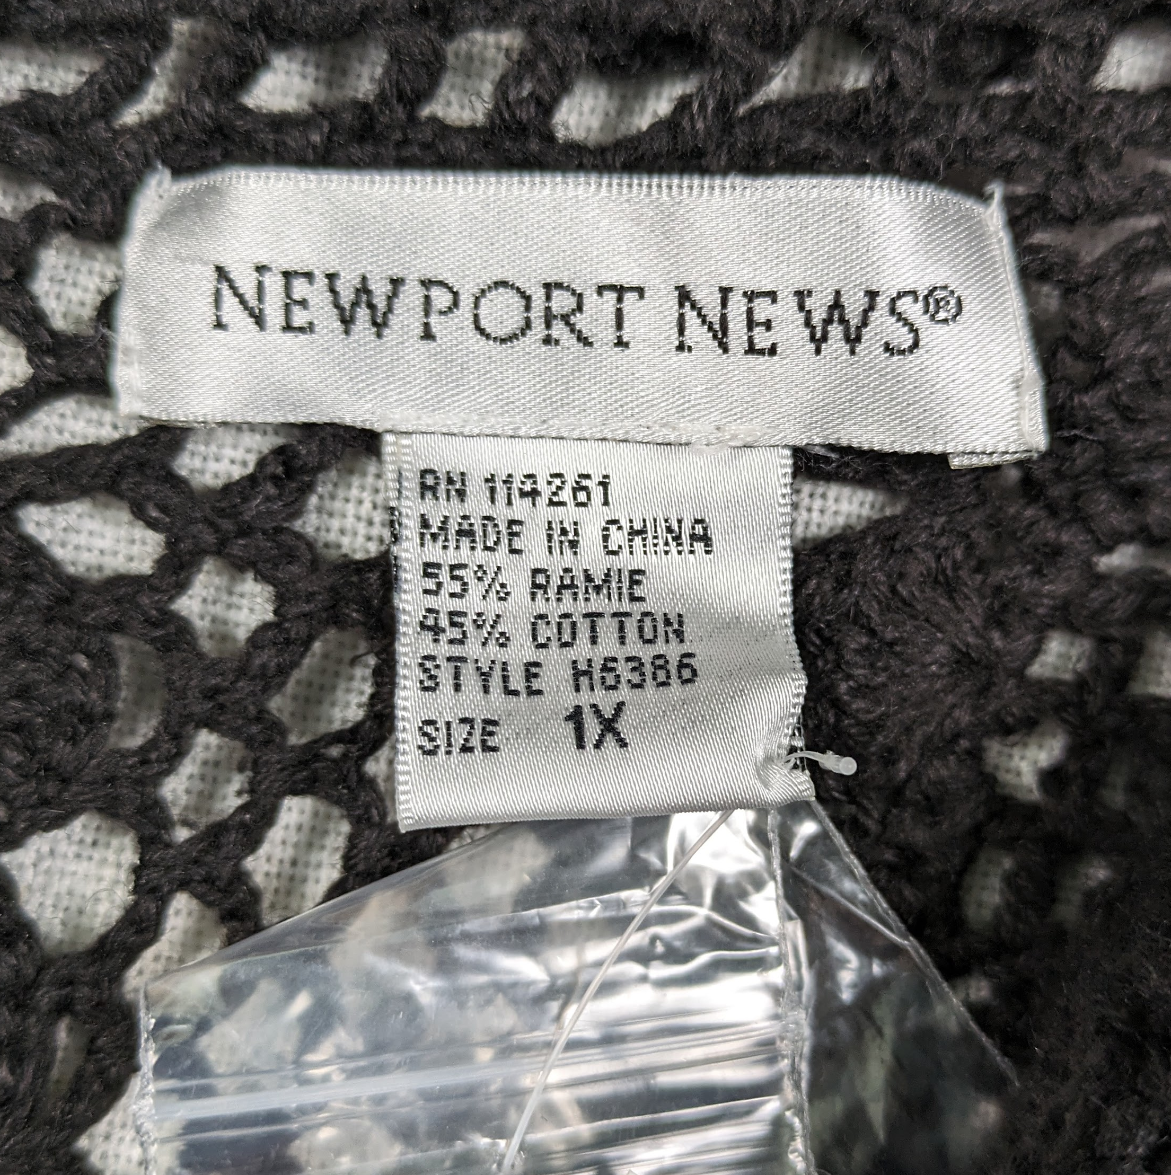 NEWPORT NEWS®
RN 114261
MADE IN CHINA
55% RAMIE
45% COTTON
STYLE H6386
SIZE 1X